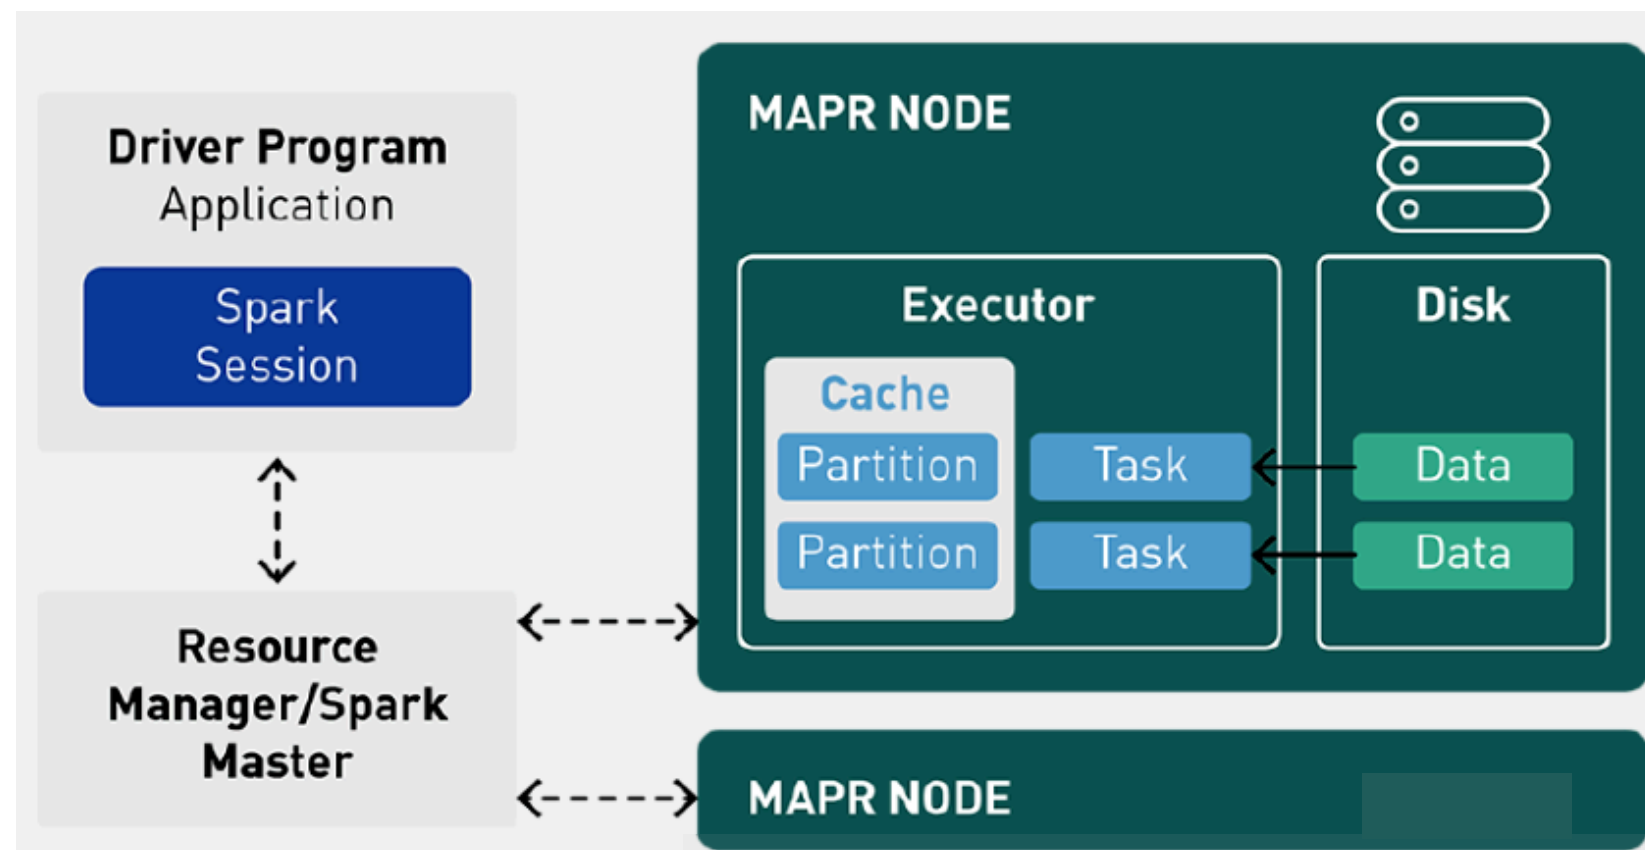 Driver Program
Application
Spark
Session
Resource
Manager/Spark
Master
MAPR NODE
Executor
Disk
Cache
Partition
Task
Data
Partition
Task
Data
MAPR NODE